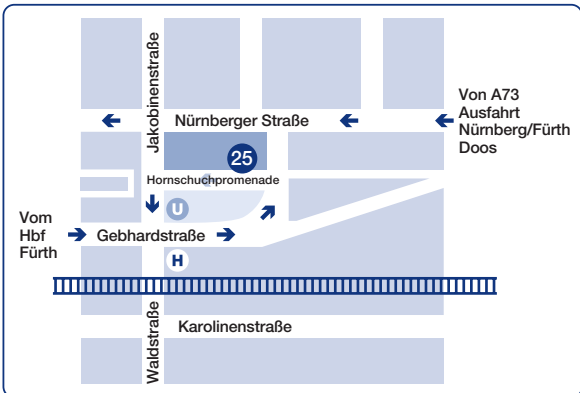 Jakobinenstraße
Nürnberger Straße
Von A73
Ausfahrt
Nürnberg/Fürth
Doos
25
Hornschuchpromenade
U
Vom
Hbf
Fürth
Gebhardstraße
H
Waldstraße
Karolinenstraße